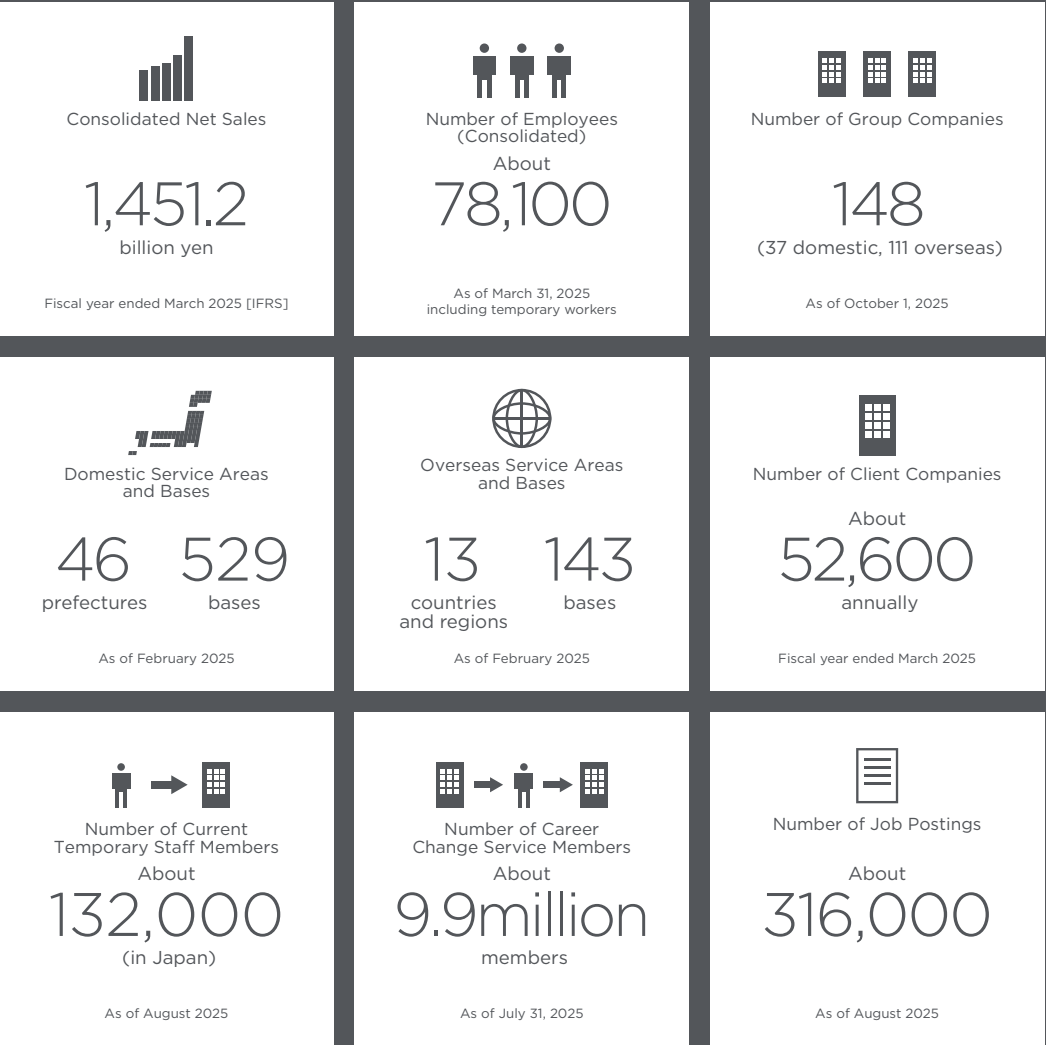 Consolidated Net Sales
1,451.2
billion yen
Fiscal year ended March 2025 [IFRS]
Number of Employees
(Consolidated)
About
78,100
As of March 31, 2025
including temporary workers
Number of Group Companies
148
(37 domestic, 111 overseas)
As of October 1, 2025
Domestic Service Areas
and Bases
46 529
prefectures bases
As of February 2025
Overseas Service Areas
and Bases
13 143
countries bases
and regions
As of February 2025
Number of Client Companies
About
52,600
annually
Fiscal year ended March 2025
Number of Current
Temporary Staff Members
About
132,000
(in Japan)
As of August 2025
Number of Career
Change Service Members
About
9.9million
members
As of July 31, 2025
Number of Job Postings
About
316,000
As of August 2025